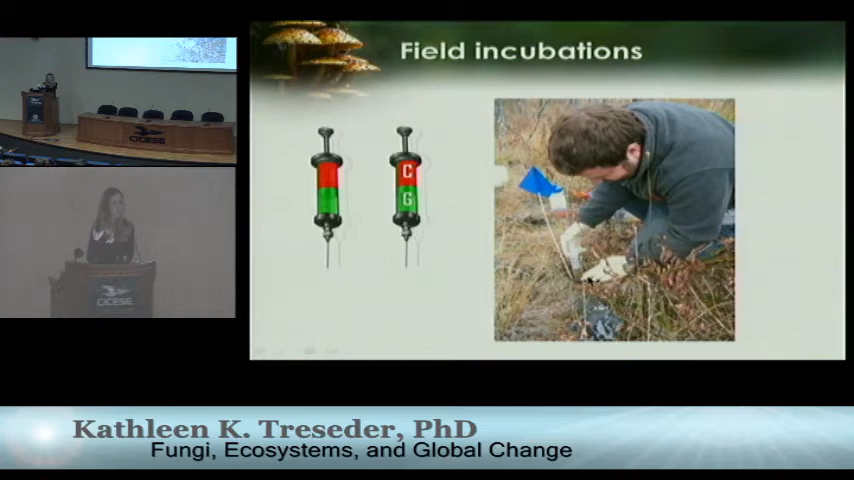 Field incubations
C
G
CICESE
CICESE
Kathleen K. Treseder, PhD
Fungi, Ecosystems, and Global Change